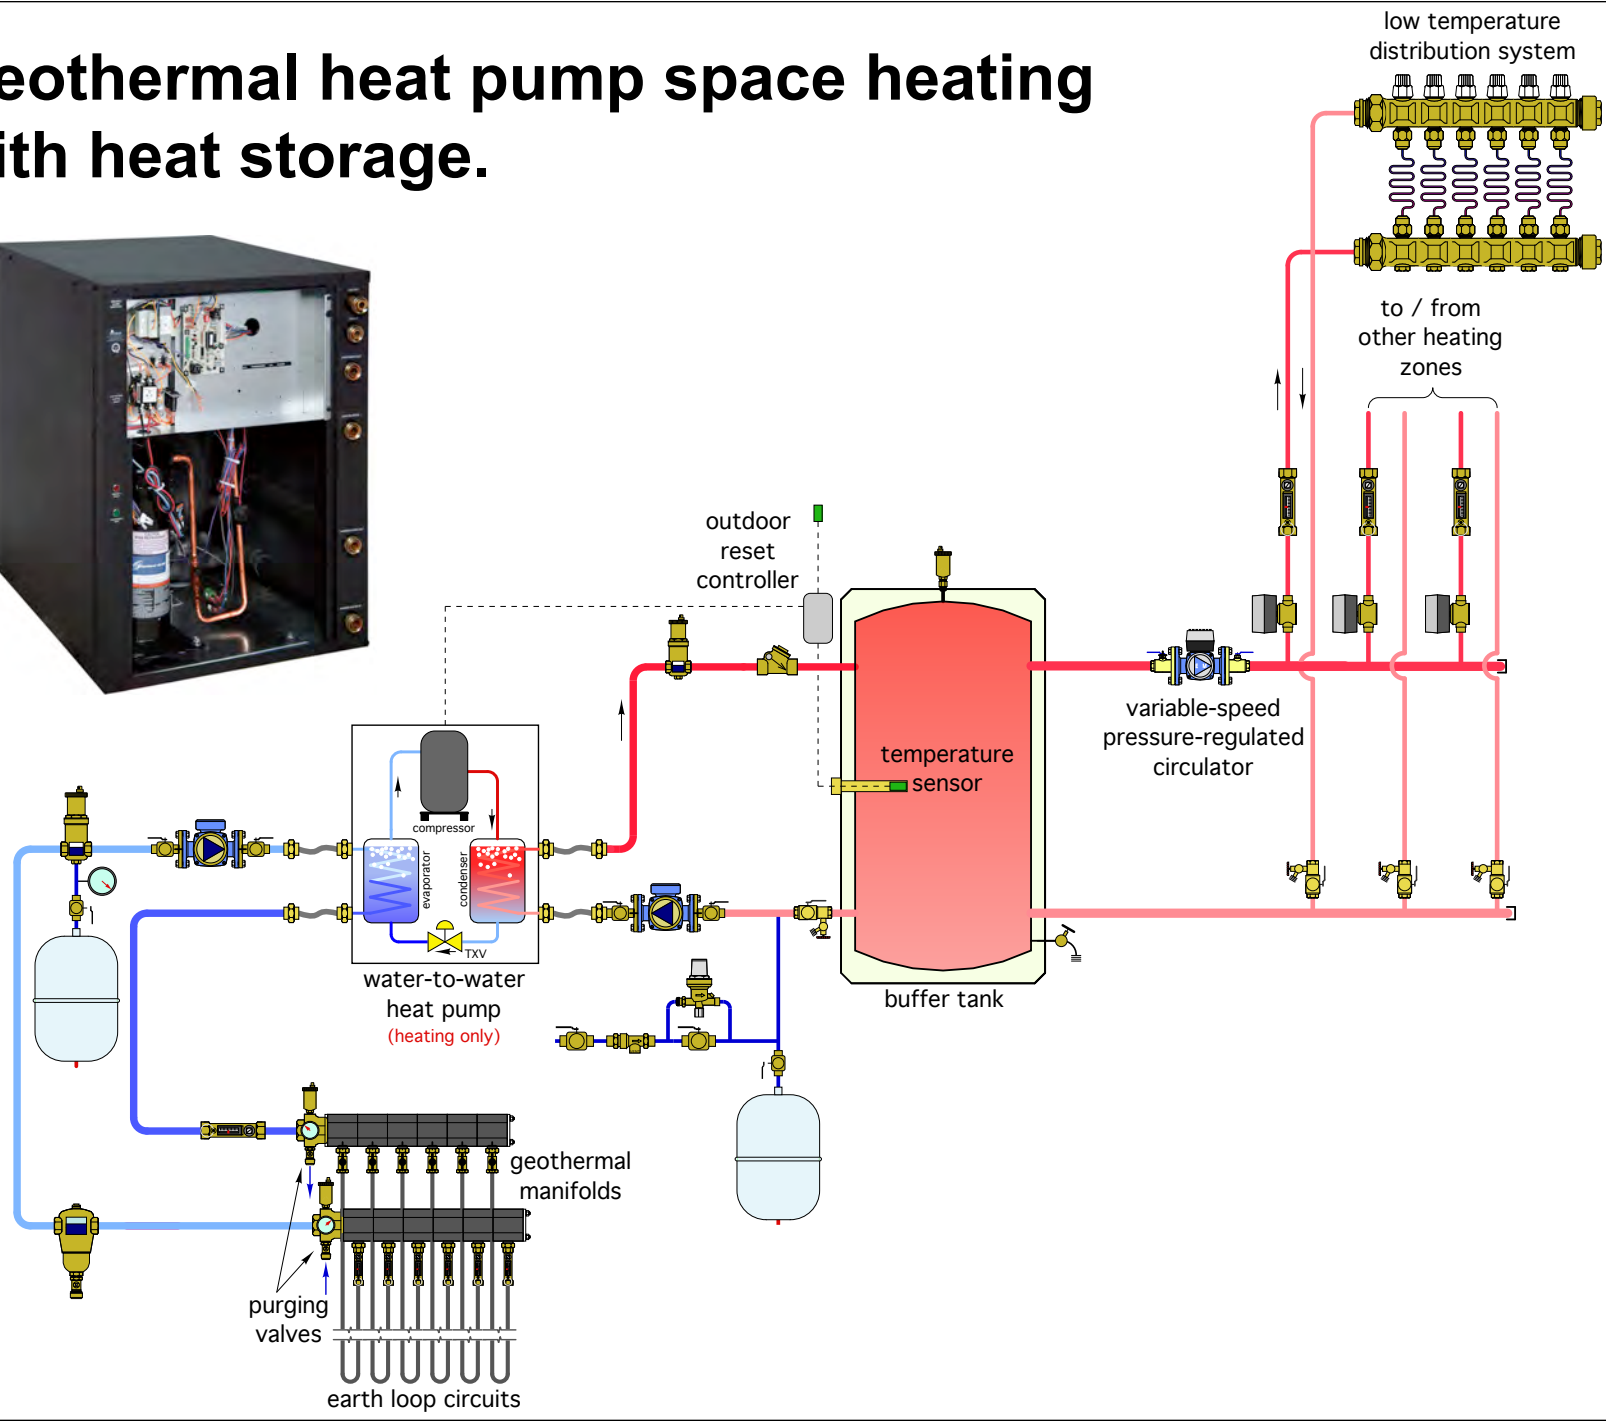 eothermal heat pump space heating
ith heat storage.
low temperature
distribution system
to / from
other heating
zones
outdoor
reset
controller
temperature
sensor
variable-speed
pressure-regulated
circulator
compressor
evaporator
condenser
TXV
water-to-water
heat pump
(heating only)
buffer tank
geothermal
manifolds
purging
valves
earth loop circuits